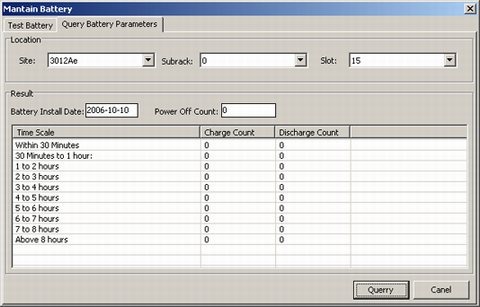 Mantain Battery
Test Battery Query Battery Parameters
Location
Site: 3012Ae Subrack: 0 Slot: 15
Result
Battery Install Date: 2006-10-10 Power Off Count: 0
Time Scale Charge Count Discharge Count
Within 30 Minutes 0 0
30 Minutes to 1 hour: 0 0
1 to 2 hours 0 0
2 to 3 hours 0 0
3 to 4 hours 0 0
4 to 5 hours 0 0
5 to 6 hours 0 0
6 to 7 hours 0 0
7 to 8 hours 0 0
Above 8 hours 0 0
Querry Canel